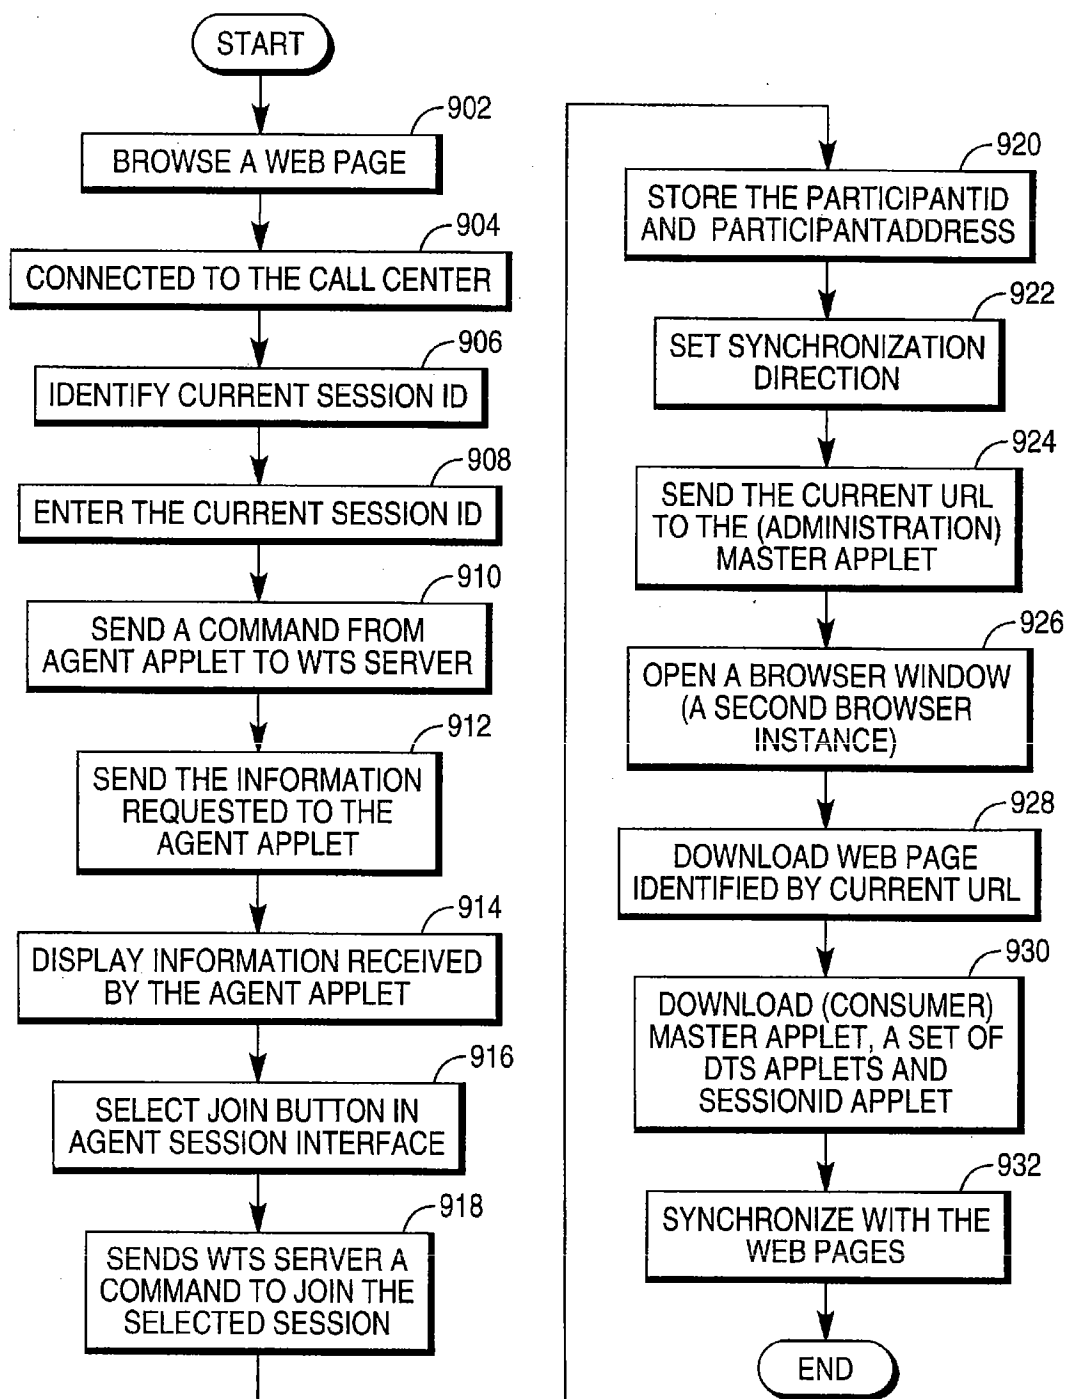 START
902
BROWSE A WEB PAGE
904
CONNECTED TO THE CALL CENTER
906
IDENTIFY CURRENT SESSION ID
908
ENTER THE CURRENT SESSION ID
910
SEND A COMMAND FROM
AGENT APPLET TO WTS SERVER
912
SEND THE INFORMATION
REQUESTED TO THE
AGENT APPLET
914
DISPLAY INFORMATION RECEIVED
BY THE AGENT APPLET
916
SELECT JOIN BUTTON IN
AGENT SESSION INTERFACE
918
SENDS WTS SERVER A
COMMAND TO JOIN THE
SELECTED SESSION
920
STORE THE PARTICIPANTID
AND PARTICIPANTADDRESS
922
SET SYNCHRONIZATION
DIRECTION
924
SEND THE CURRENT URL
TO THE (ADMINISTRATION)
MASTER APPLET
926
OPEN A BROWSER WINDOW
(A SECOND BROWSER
INSTANCE)
928
DOWNLOAD WEB PAGE
IDENTIFIED BY CURRENT URL
930
DOWNLOAD (CONSUMER)
MASTER APPLET, A SET OF
DTS APPLETS AND
SESSIONID APPLET
932
SYNCHRONIZE WITH THE
WEB PAGES
END